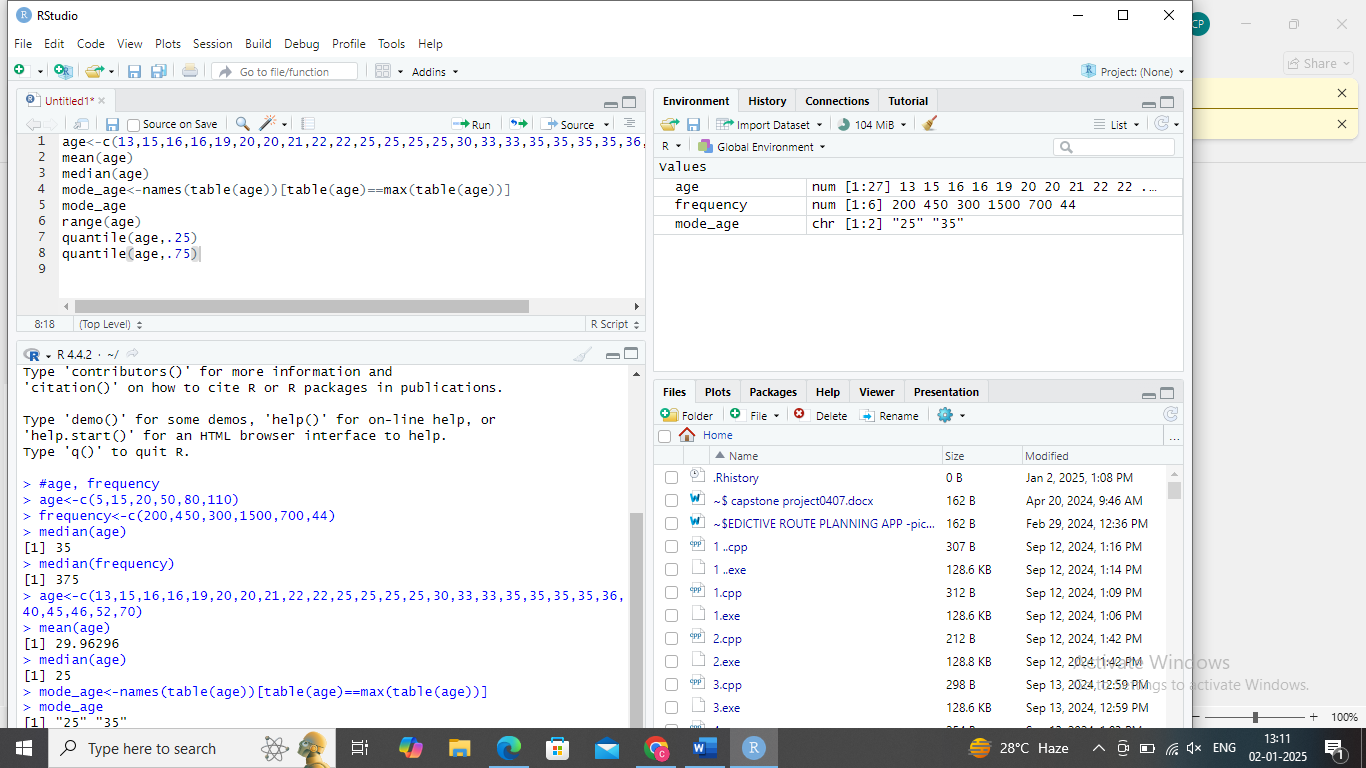 RStudio
CP
File Edit Code View Plots Session Build Debug Profile Tools Help
Share
Go to file/function
Addins
Project: (None)
Untitled1*
Source on Save
Run
Source
1 age<-c(13,15,16,16,19,20,20,21,22,22,25,25,25,25,30,33,33,35,35,35,35,36,
2 mean(age)
3 median(age)
4 mode_age<-names(table(age))[table(age)==max(table(age))]
5 mode_age
6 range(age)
7 quantile(age,.25)
8 quantile(age,.75)
9
8:18 (Top Level) R Script
R 4.4.2 · ~/
Type 'contributors()' for more information and
'citation()' on how to cite R or R packages in publications.
Type 'demo()' for some demos, 'help()' for on-line help, or
'help.start()' for an HTML browser interface to help.
Type 'q()' to quit R.
> #age, frequency
> age<-c(5,15,20,50,80,110)
> frequency<-c(200,450,300,1500,700,44)
> median(age)
[1] 35
> median(frequency)
[1] 375
> age<-c(13,15,16,16,19,20,20,21,22,22,25,25,25,25,30,33,33,35,35,35,35,36,
40,45,46,52,70)
> mean(age)
[1] 29.96296
> median(age)
[1] 25
> mode_age<-names(table(age))[table(age)==max(table(age))]
> mode_age
[1] "25" "35"
Environment History Connections Tutorial
Import Dataset 104 MiB List
R Global Environment
Values
age num [1:27] 13 15 16 16 19 20 20 21 22 22 ...
frequency num [1:6] 200 450 300 1500 700 44
mode_age chr [1:2] "25" "35"
Files Plots Packages Help Viewer Presentation
Folder File Delete Rename
Home ...
Name Size Modified
.Rhistory 0 B Jan 2, 2025, 1:08 PM
~$ capstone project0407.docx 162 B Apr 20, 2024, 9:46 AM
~$EDICTIVE ROUTE PLANNING APP -pic... 162 B Feb 29, 2024, 12:36 PM
1 ..cpp 307 B Sep 12, 2024, 1:16 PM
1 ..exe 128.6 KB Sep 12, 2024, 1:14 PM
1.cpp 312 B Sep 12, 2024, 1:09 PM
1.exe 128.6 KB Sep 12, 2024, 1:06 PM
2.cpp 212 B Sep 12, 2024, 1:42 PM
2.exe 128.8 KB Sep 12, 2024, 1:42 PM
3.cpp 298 B Sep 13, 2024, 12:59 PM
3.exe 128.6 KB Sep 13, 2024, 12:59 PM
Activate Windows
Go to Settings to activate Windows.
100%
Type here to search
28°C Haze
ENG
13:11
02-01-2025
1